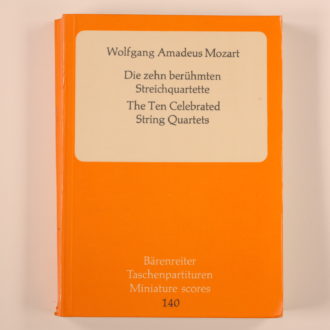 Wolfgang Amadeus Mozart
Die zehn berühmten
Streichquartette
The Ten Celebrated
String Quartets
Bärenreiter
Taschenpartituren
Miniature scores
140